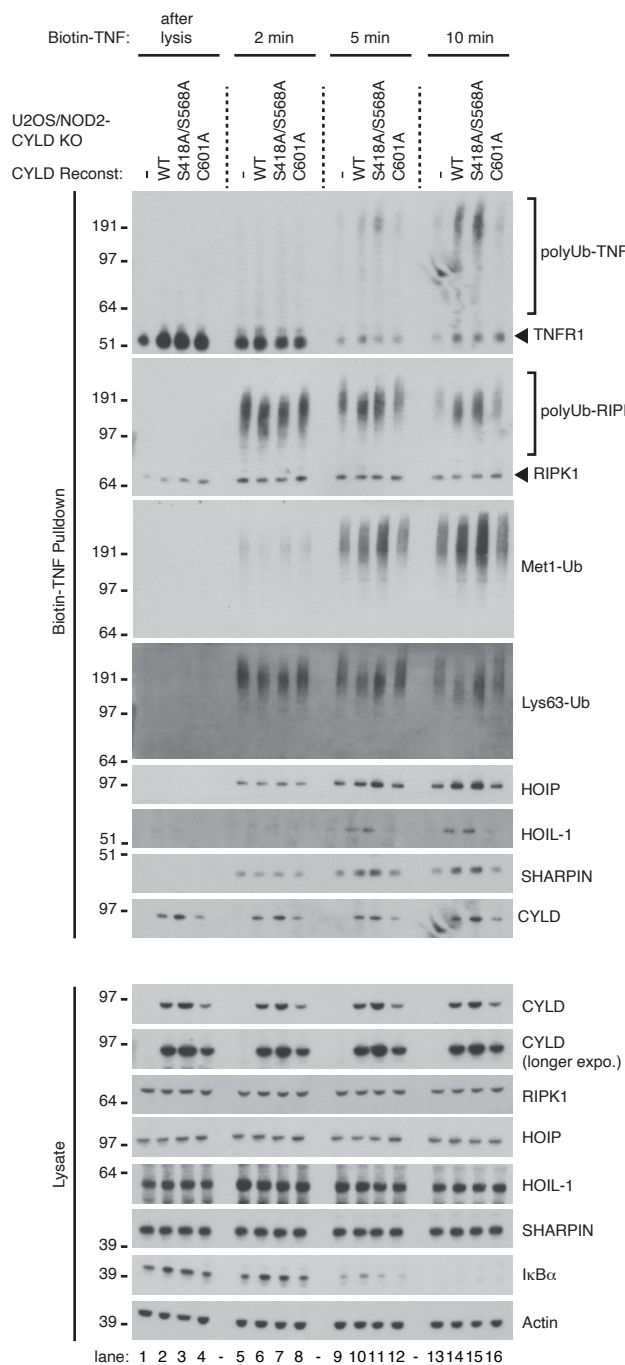 Biotin-TNF: after lysis 2 min 5 min 10 min
U2OS/NOD2-
CYLD KO
CYLD Reconst: - WT S418A/S568A C601A - WT S418A/S568A C601A - WT S418A/S568A C601A - WT S418A/S568A C601A
Biotin-TNF Pulldown
191
97
64
51
polyUb-TNF
TNFR1
191
97
64
polyUb-RIP
RIPK1
191
97
64
Met1-Ub
191
97
64
Lys63-Ub
97
HOIP
51
HOIL-1
51
SHARPIN
97
CYLD
Lysate
97
CYLD
97
CYLD
(longer expo.)
64
RIPK1
97
HOIP
64
HOIL-1
39
SHARPIN
39
IκBα
39
Actin
lane: 1 2 3 4 - 5 6 7 8 - 9 10 11 12 - 13 14 15 16